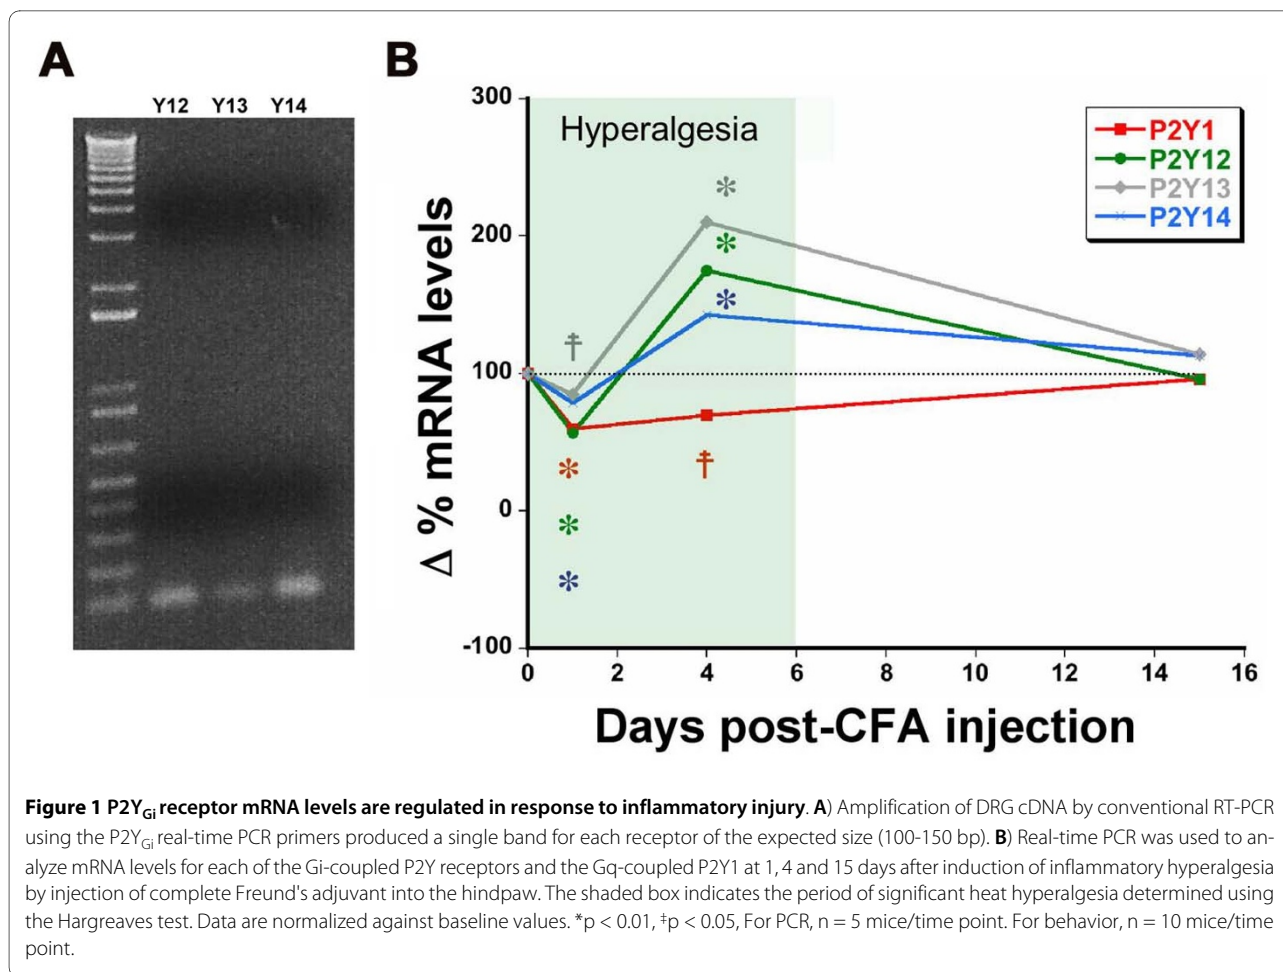 A
Y12 Y13 Y14
B
300
200
100
0
-100
Hyperalgesia
*
*
*
†
*
*
*
‡
P2Y1
P2Y12
P2Y13
P2Y14
Δ % mRNA levels
0 2 4 6 8 10 12 14 16
Days post-CFA injection
Figure 1 P2YGi receptor mRNA levels are regulated in response to inflammatory injury. A) Amplification of DRG cDNA by conventional RT-PCR
using the P2YGi real-time PCR primers produced a single band for each receptor of the expected size (100-150 bp). B) Real-time PCR was used to an-
alyze mRNA levels for each of the Gi-coupled P2Y receptors and the Gq-coupled P2Y1 at 1, 4 and 15 days after induction of inflammatory hyperalgesia
by injection of complete Freund's adjuvant into the hindpaw. The shaded box indicates the period of significant heat hyperalgesia determined using
the Hargreaves test. Data are normalized against baseline values. *p < 0.01, ‡p < 0.05, For PCR, n = 5 mice/time point. For behavior, n = 10 mice/time
point.